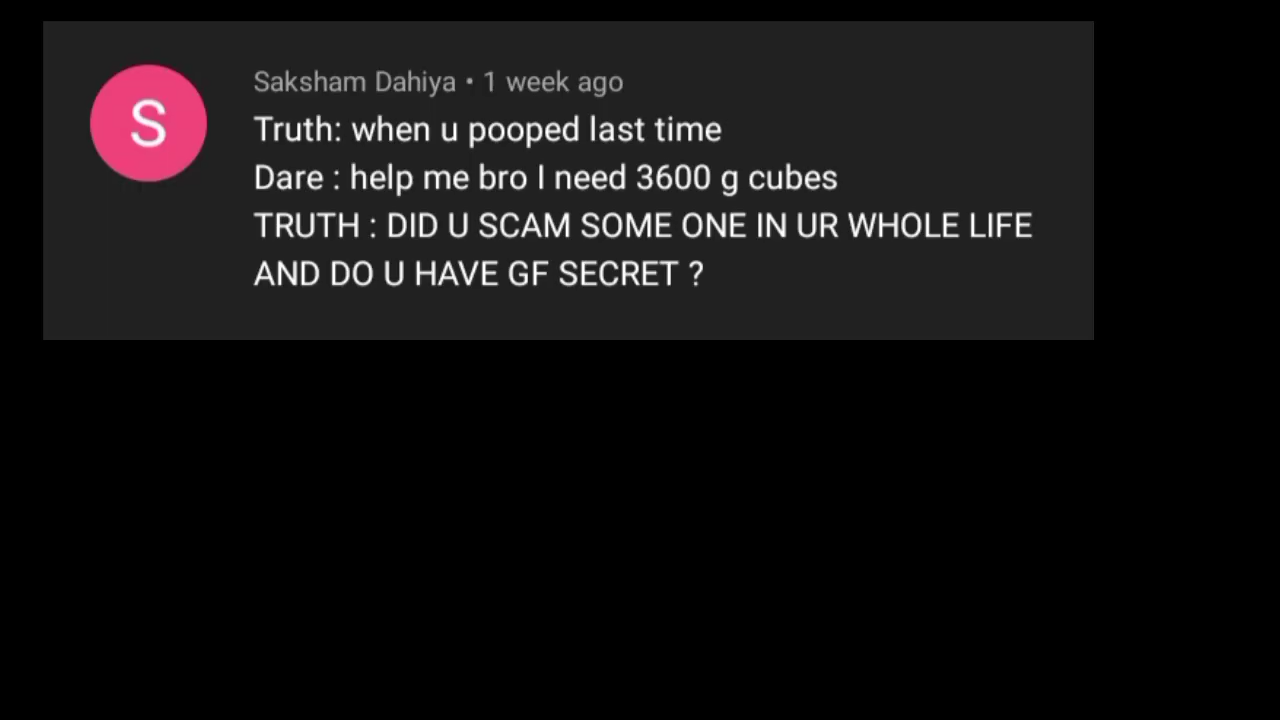 S
Saksham Dahiya • 1 week ago
Truth: when u pooped last time
Dare : help me bro I need 3600 g cubes
TRUTH : DID U SCAM SOME ONE IN UR WHOLE LIFE
AND DO U HAVE GF SECRET ?